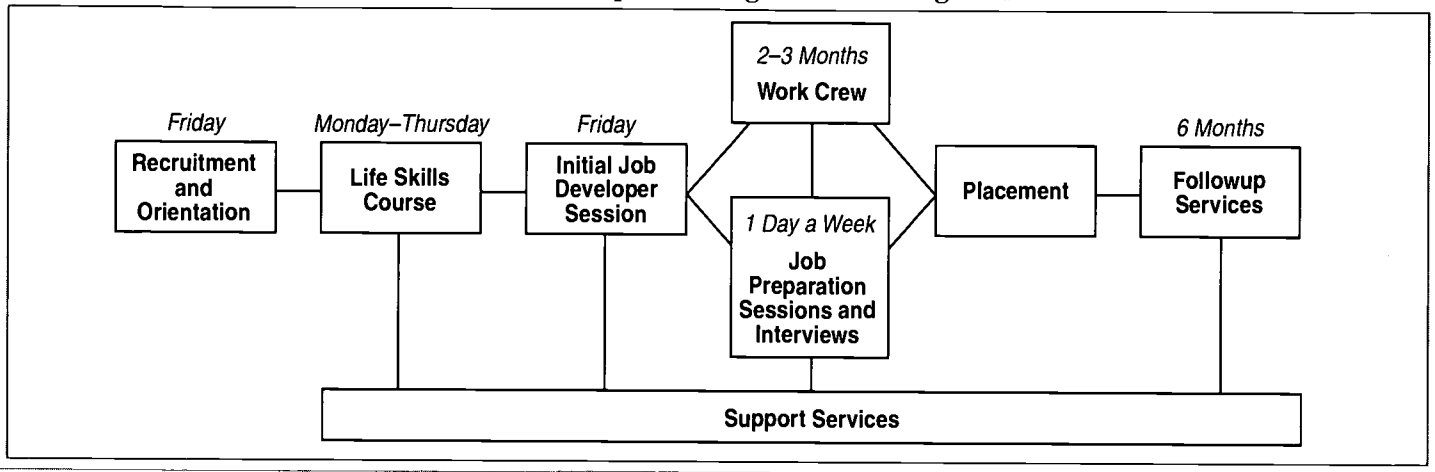 2–3 Months
Work Crew
Friday
Recruitment
and
Orientation
Monday–Thursday
Life Skills
Course
Friday
Initial Job
Developer
Session
1 Day a Week
Job
Preparation
Sessions and
Interviews
Placement
6 Months
Followup
Services
Support Services